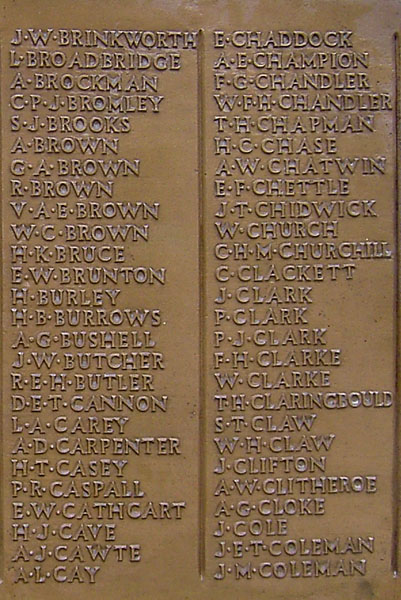 J·W·BRINKWORTH
L·BROADBRIDGE
A·BROCKMAN
C·P·J·BROMLEY
S·J·BROOKS
A·BROWN
G·A·BROWN
R·BROWN
V·A·E·BROWN
W·C·BROWN
H·K·BRUCE
E·W·BRUNTON
H·BURLEY
H·B·BURROWS
A·G·BUSHELL
J·W·BUTCHER
R·E·H·BUTLER
D·E·T·CANNON
L·A·CAREY
A·D·CARPENTER
H·T·CASEY
P·R·CASPALL
E·W·CATHCART
H·J·CAVE
A·J·CAWTE
A·L·CAY
E·CHADDOCK
A·E·CHAMPION
F·G·CHANDLER
W·F·H·CHANDLER
T·H·CHAPMAN
H·C·CHASE
A·W·CHATWIN
E·F·CHETTLE
J·T·CHIDWICK
W·CHURCH
C·H·M·CHURCHILL
C·CLACKETT
J·CLARK
P·CLARK
P·J·CLARK
F·H·CLARKE
W·CLARKE
T·H·CLARINGBOULD
S·T·CLAW
W·H·CLAW
J·CLIFTON
A·W·CLITHEROE
A·G·CLOKE
J·COLE
J·E·T·COLEMAN
J·M·COLEMAN